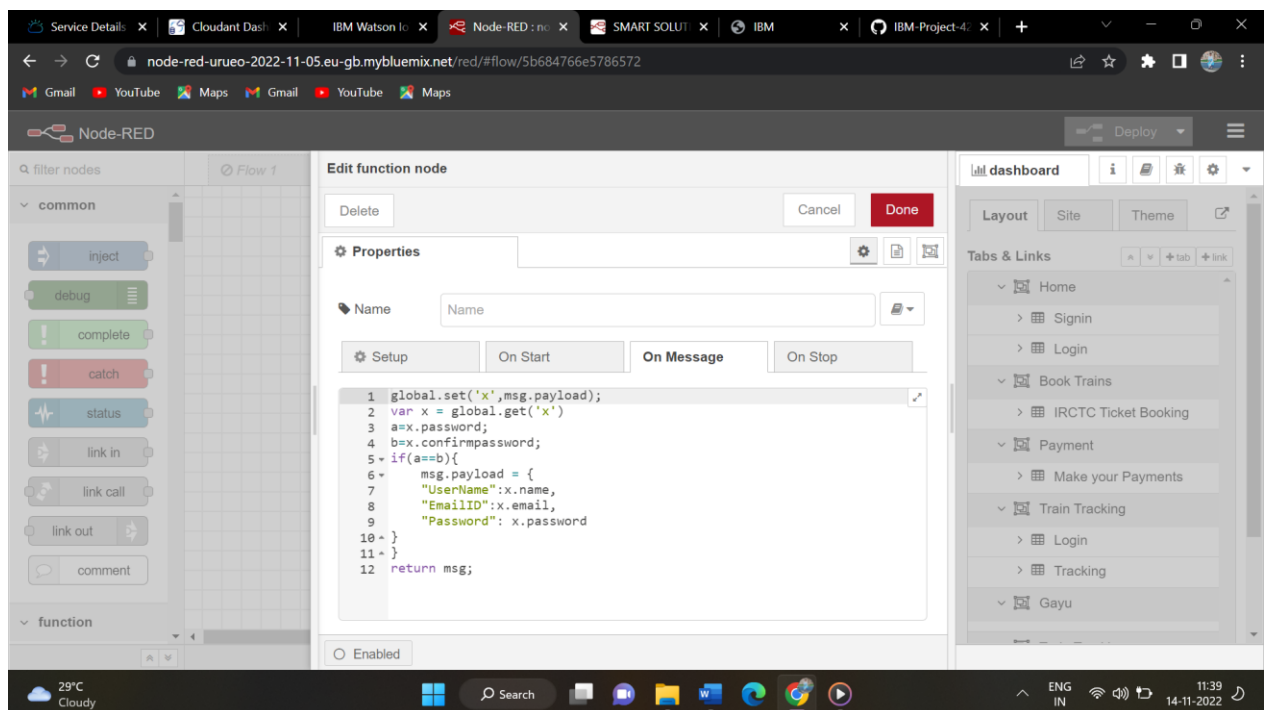 Service Details
Cloudant Dash
IBM Watson Io
Node-RED : no
SMART SOLUTI
IBM
IBM-Project-42
node-red-urueo-2022-11-05.eu-gb.mybluemix.net/red/#flow/5b684766e5786572
Gmail YouTube Maps Gmail YouTube Maps
Node-RED
Deploy
filter nodes
Flow 1
common
inject
debug
complete
catch
status
link in
link call
link out
comment
function
Edit function node
Delete
Cancel
Done
Properties
Name
Name
Setup
On Start
On Message
On Stop
1 global.set('x',msg.payload);
2 var x = global.get('x')
3 a=x.password;
4 b=x.confirmpassword;
5 if(a==b){
6 msg.payload = {
7 "UserName":x.name,
8 "EmailID":x.email,
9 "Password": x.password
10 }
11 }
12 return msg;
Enabled
dashboard
Layout
Site
Theme
Tabs & Links
+ tab
+ link
Home
Signin
Login
Book Trains
IRCTC Ticket Booking
Payment
Make your Payments
Train Tracking
Login
Tracking
Gayu
29°C
Cloudy
Search
ENG
IN
11:39
14-11-2022